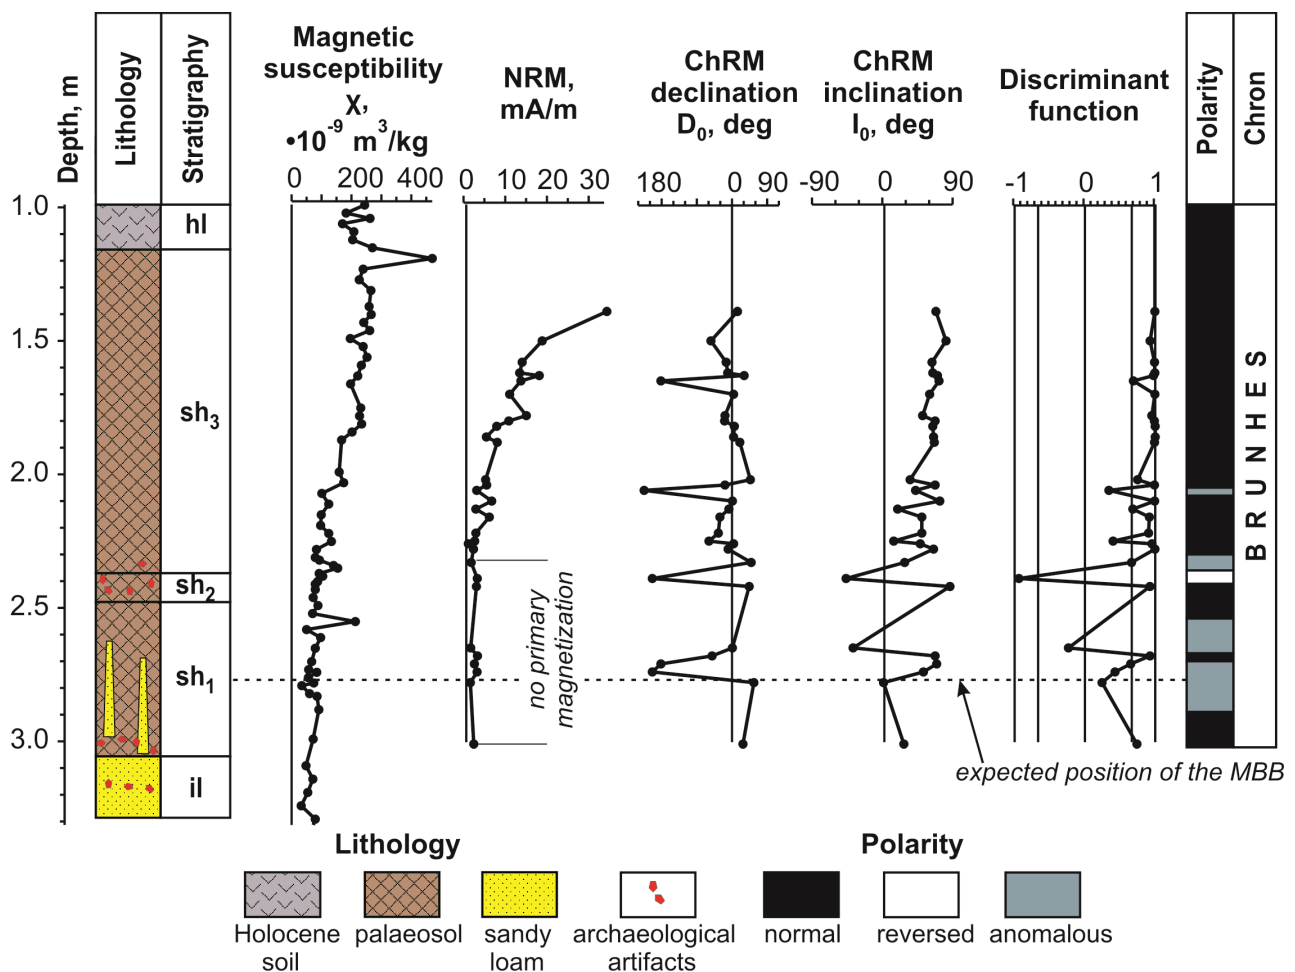 Depth, m
Lithology
Stratigraphy
Magnetic
susceptibility
χ,
•10⁻⁹ m³/kg
NRM,
mA/m
ChRM
declination
D₀, deg
ChRM
inclination
I₀, deg
Discriminant
function
Polarity
Chron
0 200 400
0 10 20 30
180 0 90
-90 0 90
-1 0 1
1.0
1.5
2.0
2.5
3.0
hl
sh₃
sh₂
sh₁
il
no primary
magnetization
BRUNHES
expected position of the MBB
Lithology
Polarity
Holocene
soil
palaeosol
sandy
loam
archaeological
artifacts
normal
reversed
anomalous